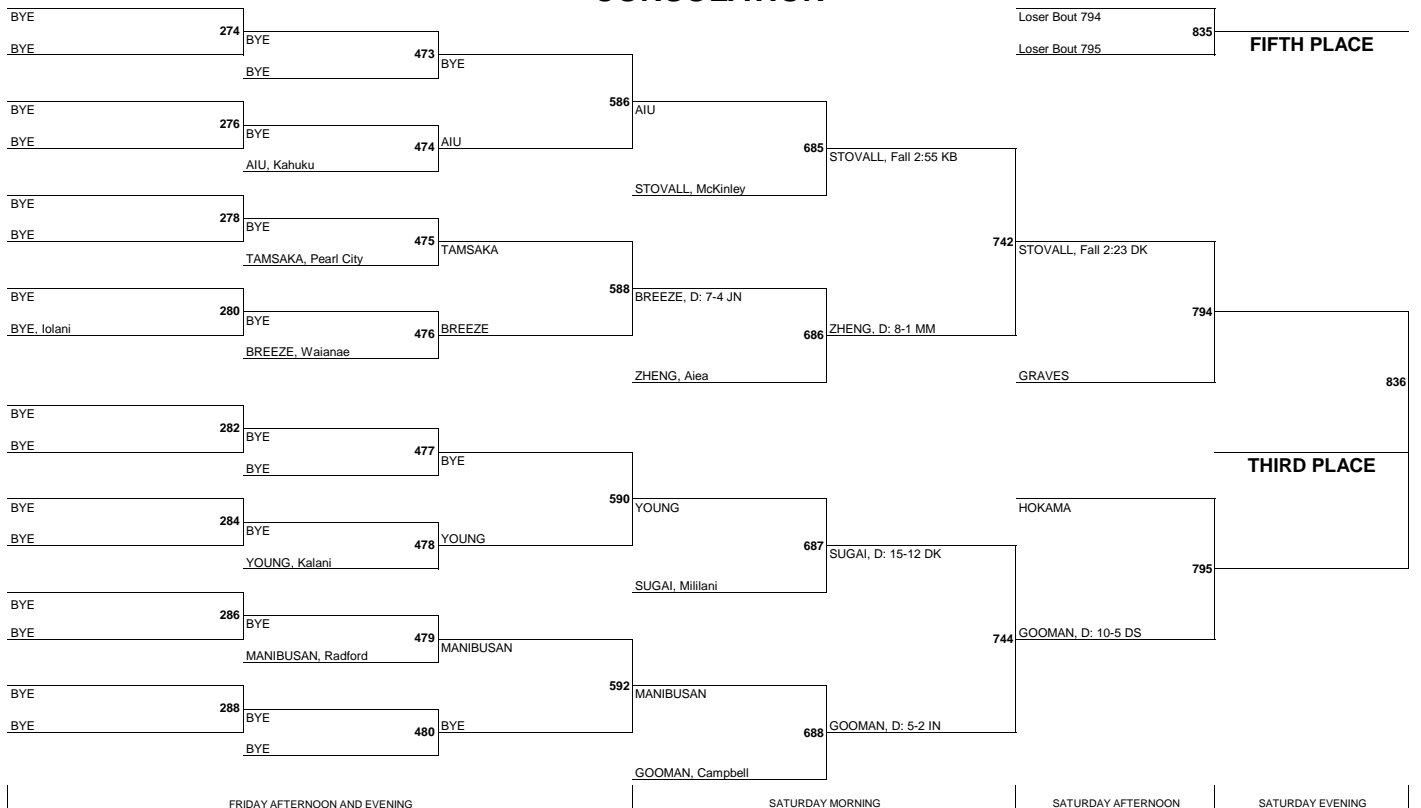 BYE
BYE
274
BYE
BYE
473
BYE
BYE
BYE
276
BYE
AIU, Kahuku
474
AIU
586
AIU
STOVALL, McKinley
685
STOVALL, Fall 2:55 KB
BYE
BYE
278
BYE
TAMSAKA, Pearl City
475
TAMSAKA
BYE
BYE, Iolani
280
BYE
BREEZE, Waianae
476
BREEZE
588
BREEZE, D: 7-4 JN
ZHENG, Aiea
686
ZHENG, D: 8-1 MM
742
STOVALL, Fall 2:23 DK
GRAVES
794
BYE
BYE
282
BYE
BYE
477
BYE
BYE
BYE
284
BYE
YOUNG, Kalani
478
YOUNG
590
YOUNG
SUGAI, Mililani
687
SUGAI, D: 15-12 DK
BYE
BYE
286
BYE
MANIBUSAN, Radford
479
MANIBUSAN
BYE
BYE
288
BYE
BYE
480
BYE
592
MANIBUSAN
GOOMAN, Campbell
688
GOOMAN, D: 5-2 IN
744
HOKAMA
GOOMAN, D: 10-5 DS
795
836
THIRD PLACE
Loser Bout 794
Loser Bout 795
835
FIFTH PLACE
FRIDAY AFTERNOON AND EVENING
SATURDAY MORNING
SATURDAY AFTERNOON
SATURDAY EVENING